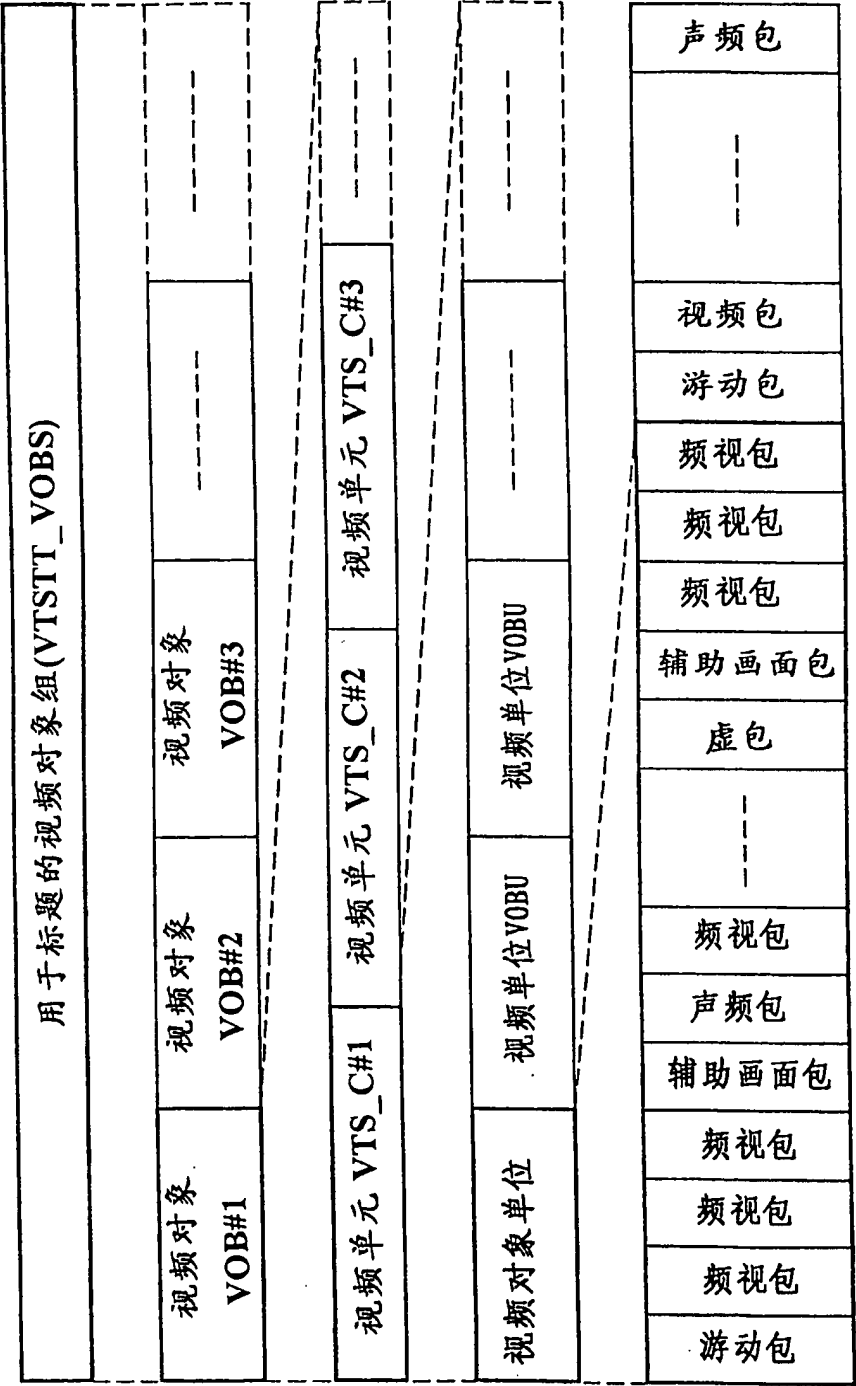 用于标题的视频对象组(VTSTT_VOBS)
视频对象
VOB#1
视频对象
VOB#2
视频对象
VOB#3
视频单元 VTS_C#1
视频单元 VTS_C#2
视频单元 VTS_C#3
视频对象单位
视频单位VOBU
视频单位VOBU
声频包
视频包
游动包
频视包
频视包
频视包
辅助画面包
虚包
频视包
声频包
辅助画面包
频视包
频视包
频视包
游动包